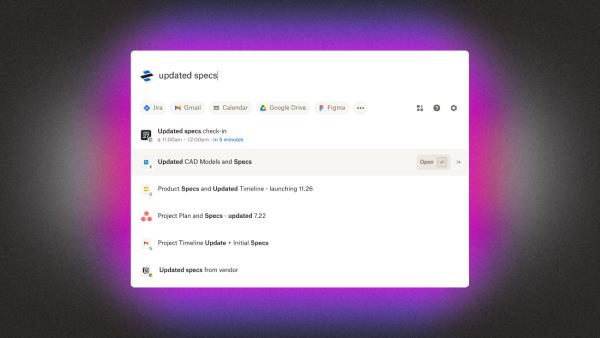 updated specs
Jira Gmail Calendar Google Drive Figma
Updated specs check-in
11:00am - 12:00pm • in 5 minutes
Updated CAD Models and Specs Open
Product Specs and Updated Timeline - launching 11.26
Project Plan and Specs - updated 7.22
Project Timeline Update + Initial Specs
Updated specs from vendor